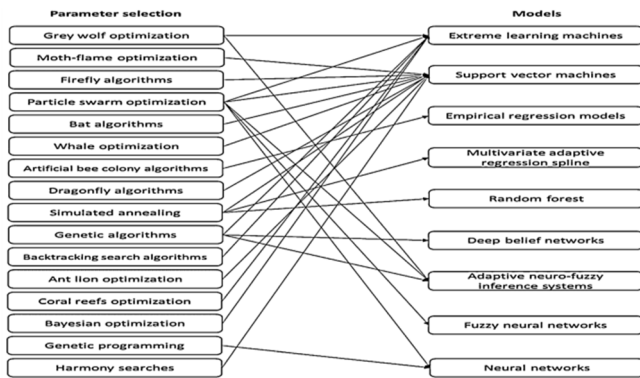 Parameter selection
Grey wolf optimization
Moth-flame optimization
Firefly algorithms
Particle swarm optimization
Bat algorithms
Whale optimization
Artificial bee colony algorithms
Dragonfly algorithms
Simulated annealing
Genetic algorithms
Backtracking search algorithms
Ant lion optimization
Coral reefs optimization
Bayesian optimization
Genetic programming
Harmony searches
Models
Extreme learning machines
Support vector machines
Empirical regression models
Multivariate adaptive
regression spline
Random forest
Deep belief networks
Adaptive neuro-fuzzy
inference systems
Fuzzy neural networks
Neural networks